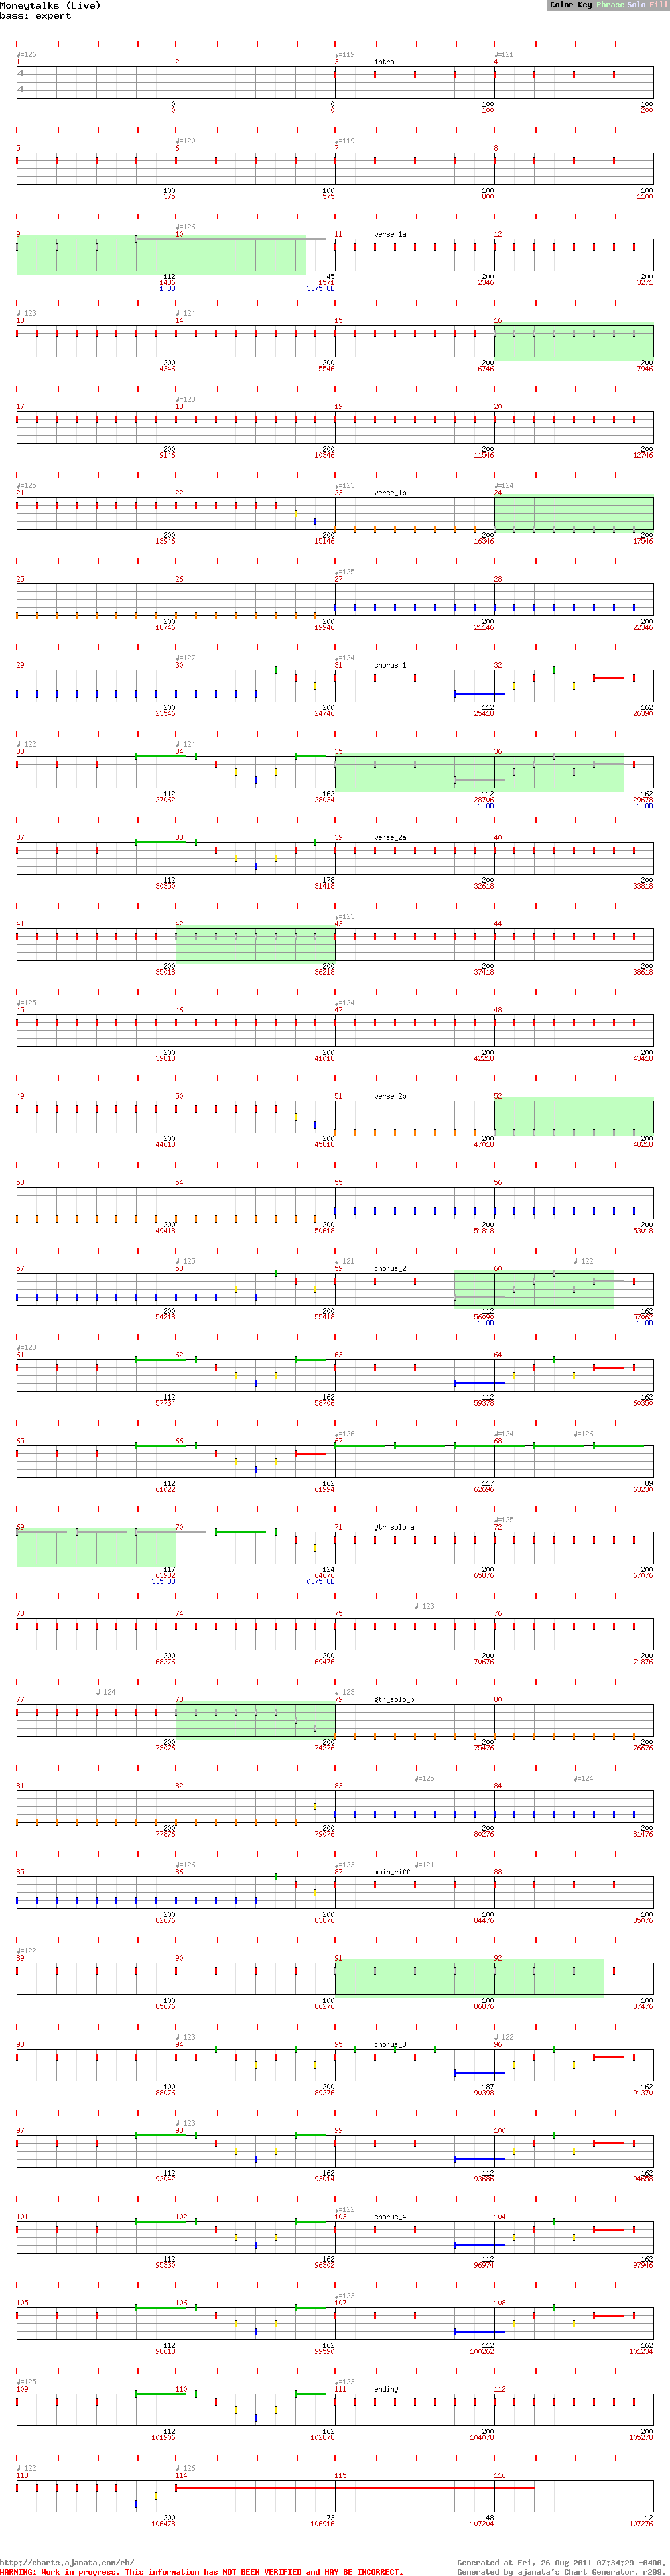 Moneytalks (Live)
Color Key Phrase Solo Fill
bass: expert
♩=126 ♩=119 ♩=121
1 2 3 intro 4
4
4
0 0 100 100
0 0 100 200
♩=120 ♩=119
5 6 7 8
100 100 100 100
375 575 800 1100
♩=126
9 10 11 verse_1a 12
112 45 200 200
1436 1571 2346 3271
1 OD 3.75 OD
♩=123 ♩=124
13 14 15 16
200 200 200 200
4346 5546 6746 7946
♩=123
17 18 19 20
200 200 200 200
9146 10346 11546 12746
♩=125 ♩=123 ♩=124
21 22 23 verse_1b 24
200 200 200 200
13946 15146 16346 17546
♩=125
25 26 27 28
200 200 200 200
18746 19946 21146 22346
♩=127 ♩=124
29 30 31 chorus_1 32
200 200 112 162
23546 24746 25418 26390
♩=122 ♩=124
33 34 35 36
112 162 112 162
27062 28034 28706 29678
1 OD 1 OD
37 38 39 verse_2a 40
112 178 200 200
30350 31418 32618 33818
♩=123
41 42 43 44
200 200 200 200
35018 36218 37418 38618
♩=125 ♩=124
45 46 47 48
200 200 200 200
39818 41018 42218 43418
49 50 51 verse_2b 52
200 200 200 200
44618 45818 47018 48218
53 54 55 56
200 200 200 200
49418 50618 51818 53018
♩=125 ♩=121 ♩=122
57 58 59 chorus_2 60
200 200 112 162
54218 55418 56090 57062
1 OD 1 OD
♩=123
61 62 63 64
112 162 112 162
57734 58706 59378 60350
♩=126 ♩=124 ♩=126
65 66 67 68
112 162 117 89
61022 61994 62696 63230
♩=125
69 70 71 gtr_solo_a 72
117 124 200 200
63932 64676 65876 67076
3.5 OD 0.75 OD
♩=123
73 74 75 76
200 200 200 200
68276 69476 70676 71876
♩=124 ♩=123
77 78 79 gtr_solo_b 80
200 200 200 200
73076 74276 75476 76676
♩=125 ♩=124
81 82 83 84
200 200 200 200
77876 79076 80276 81476
♩=126 ♩=123 ♩=121
85 86 87 main_riff 88
200 200 100 100
82676 83876 84476 85076
♩=122
89 90 91 92
100 100 100 100
85676 86276 86876 87476
♩=123 ♩=122
93 94 95 chorus_3 96
100 200 187 162
88076 89276 90398 91370
♩=123
97 98 99 100
112 162 112 162
92042 93014 93686 94658
♩=122
101 102 103 chorus_4 104
112 162 112 162
95330 96302 96974 97946
♩=123
105 106 107 108
112 162 112 162
98618 99590 100262 101234
♩=125 ♩=123
109 110 111 ending 112
112 162 200 200
101906 102878 104078 105278
♩=122 ♩=126
113 114 115 116
200 73 48 12
106478 106916 107204 107276
http://charts.ajanata.com/rb/
Generated at Fri, 26 Aug 2011 07:34:29 -0400.
WARNING: Work in progress. This information has NOT BEEN VERIFIED and MAY BE INCORRECT.
Generated by ajanata's Chart Generator, r299.